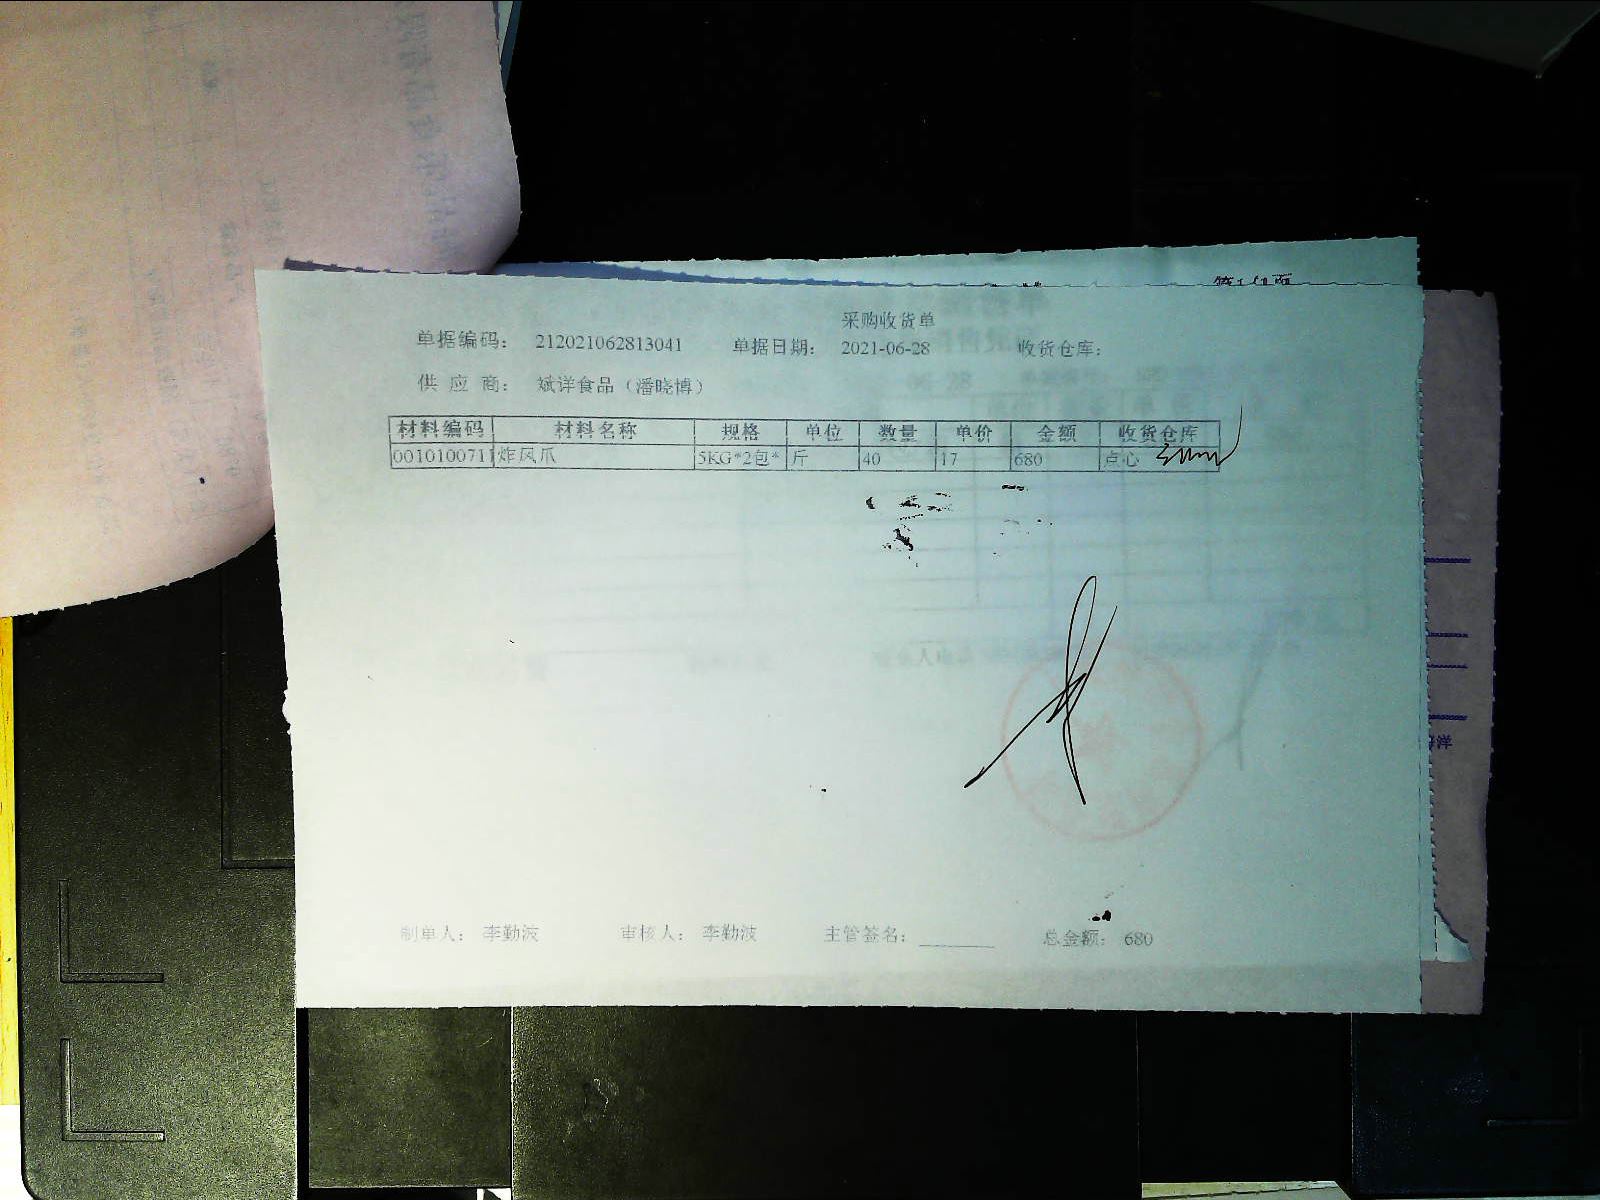 采购收货单
单据编码： 212021062813041 单据日期： 2021-06-28 收货仓库：
供 应 商： 斌洋食品（潘晓博）
材料编码 材料名称 规格 单位 数量 单价 金额 收货仓库
0010100711 炸凤爪 5KG*2包* 斤 40 17 680 点心
制单人： 李勤波 审核人： 李勤波 主管签名： 总金额： 680